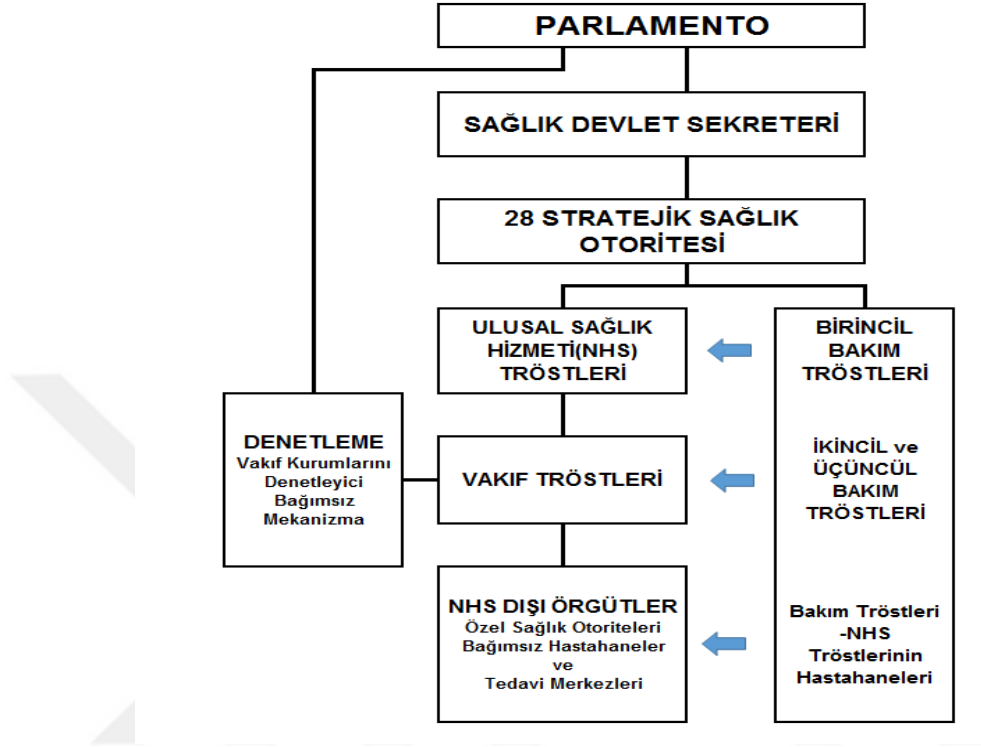 PARLAMENTO
SAĞLIK DEVLET SEKRETERİ
28 STRATEJİK SAĞLIK
OTORİTESİ
ULUSAL SAĞLIK
HİZMETİ(NHS)
TRÖSTLERİ
BİRİNCİL
BAKIM
TRÖSTLERİ
DENETLEME
Vakıf Kurumlarını
Denetleyici
Bağımsız
Mekanizma
VAKIF TRÖSTLERİ
İKİNCİL ve
ÜÇÜNCÜL
BAKIM
TRÖSTLERİ
NHS DIŞI ÖRGÜTLER
Özel Sağlık Otoriteleri
Bağımsız Hastahaneler
ve
Tedavi Merkezleri
Bakım Tröstleri
-NHS
Tröstlerinin
Hastahaneleri